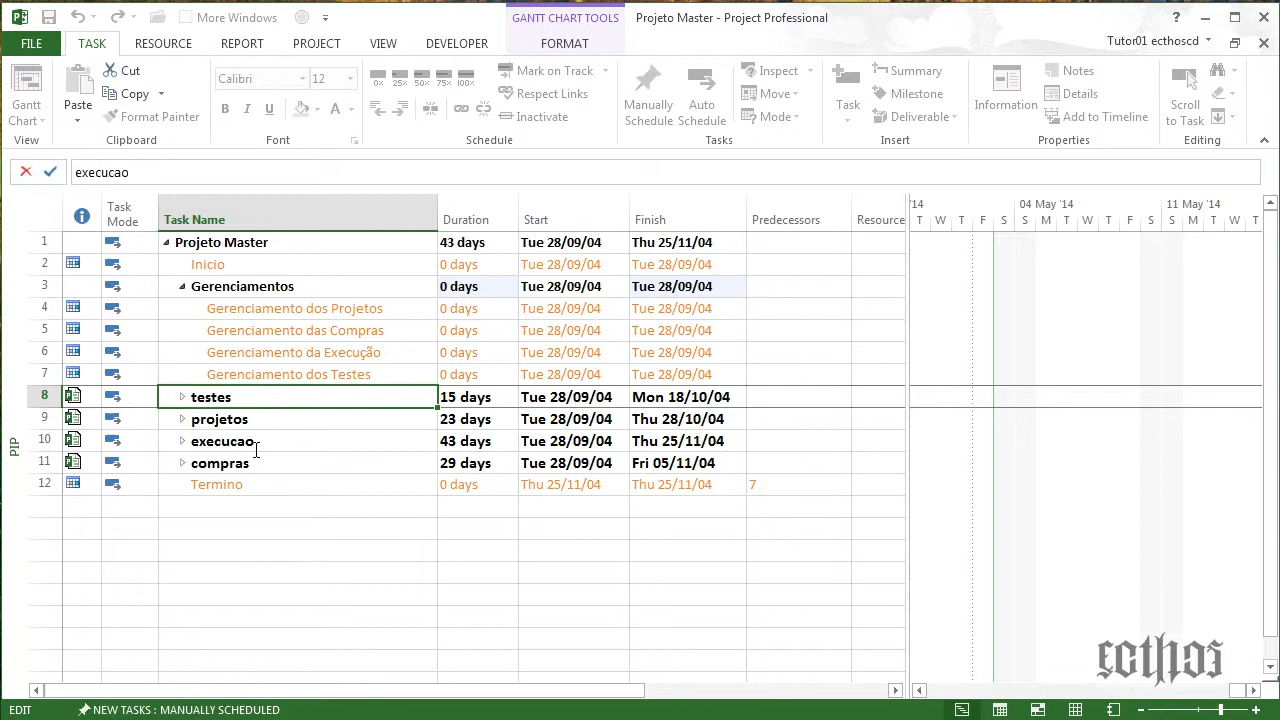 More Windows
GANTT CHART TOOLS
Projeto Master - Project Professional
FILE TASK RESOURCE REPORT PROJECT VIEW DEVELOPER FORMAT
Tutor01 ecthoscd
Gantt Chart
View
Paste
Cut
Copy
Format Painter
Clipboard
Calibri 12
B I U A
Font
0% 25% 50% 75% 100%
Mark on Track
Respect Links
Inactivate
Schedule
Manually Schedule
Auto Schedule
Inspect
Move
Mode
Tasks
Task
Summary
Milestone
Deliverable
Insert
Information
Notes
Details
Add to Timeline
Properties
Scroll to Task
Editing
execucao
Task Mode Task Name Duration Start Finish Predecessors Resource
'14 04 May '14 11 May '14
T W T F S S M T W T F S S M T W T
1 Projeto Master 43 days Tue 28/09/04 Thu 25/11/04
2 Inicio 0 days Tue 28/09/04 Tue 28/09/04
3 Gerenciamentos 0 days Tue 28/09/04 Tue 28/09/04
4 Gerenciamento dos Projetos 0 days Tue 28/09/04 Tue 28/09/04
5 Gerenciamento das Compras 0 days Tue 28/09/04 Tue 28/09/04
6 Gerenciamento da Execução 0 days Tue 28/09/04 Tue 28/09/04
7 Gerenciamento dos Testes 0 days Tue 28/09/04 Tue 28/09/04
8 testes 15 days Tue 28/09/04 Mon 18/10/04
9 projetos 23 days Tue 28/09/04 Thu 28/10/04
10 execucao 43 days Tue 28/09/04 Thu 25/11/04
11 compras 29 days Tue 28/09/04 Fri 05/11/04
12 Termino 0 days Thu 25/11/04 Thu 25/11/04 7
PIP
ecthos
EDIT NEW TASKS : MANUALLY SCHEDULED